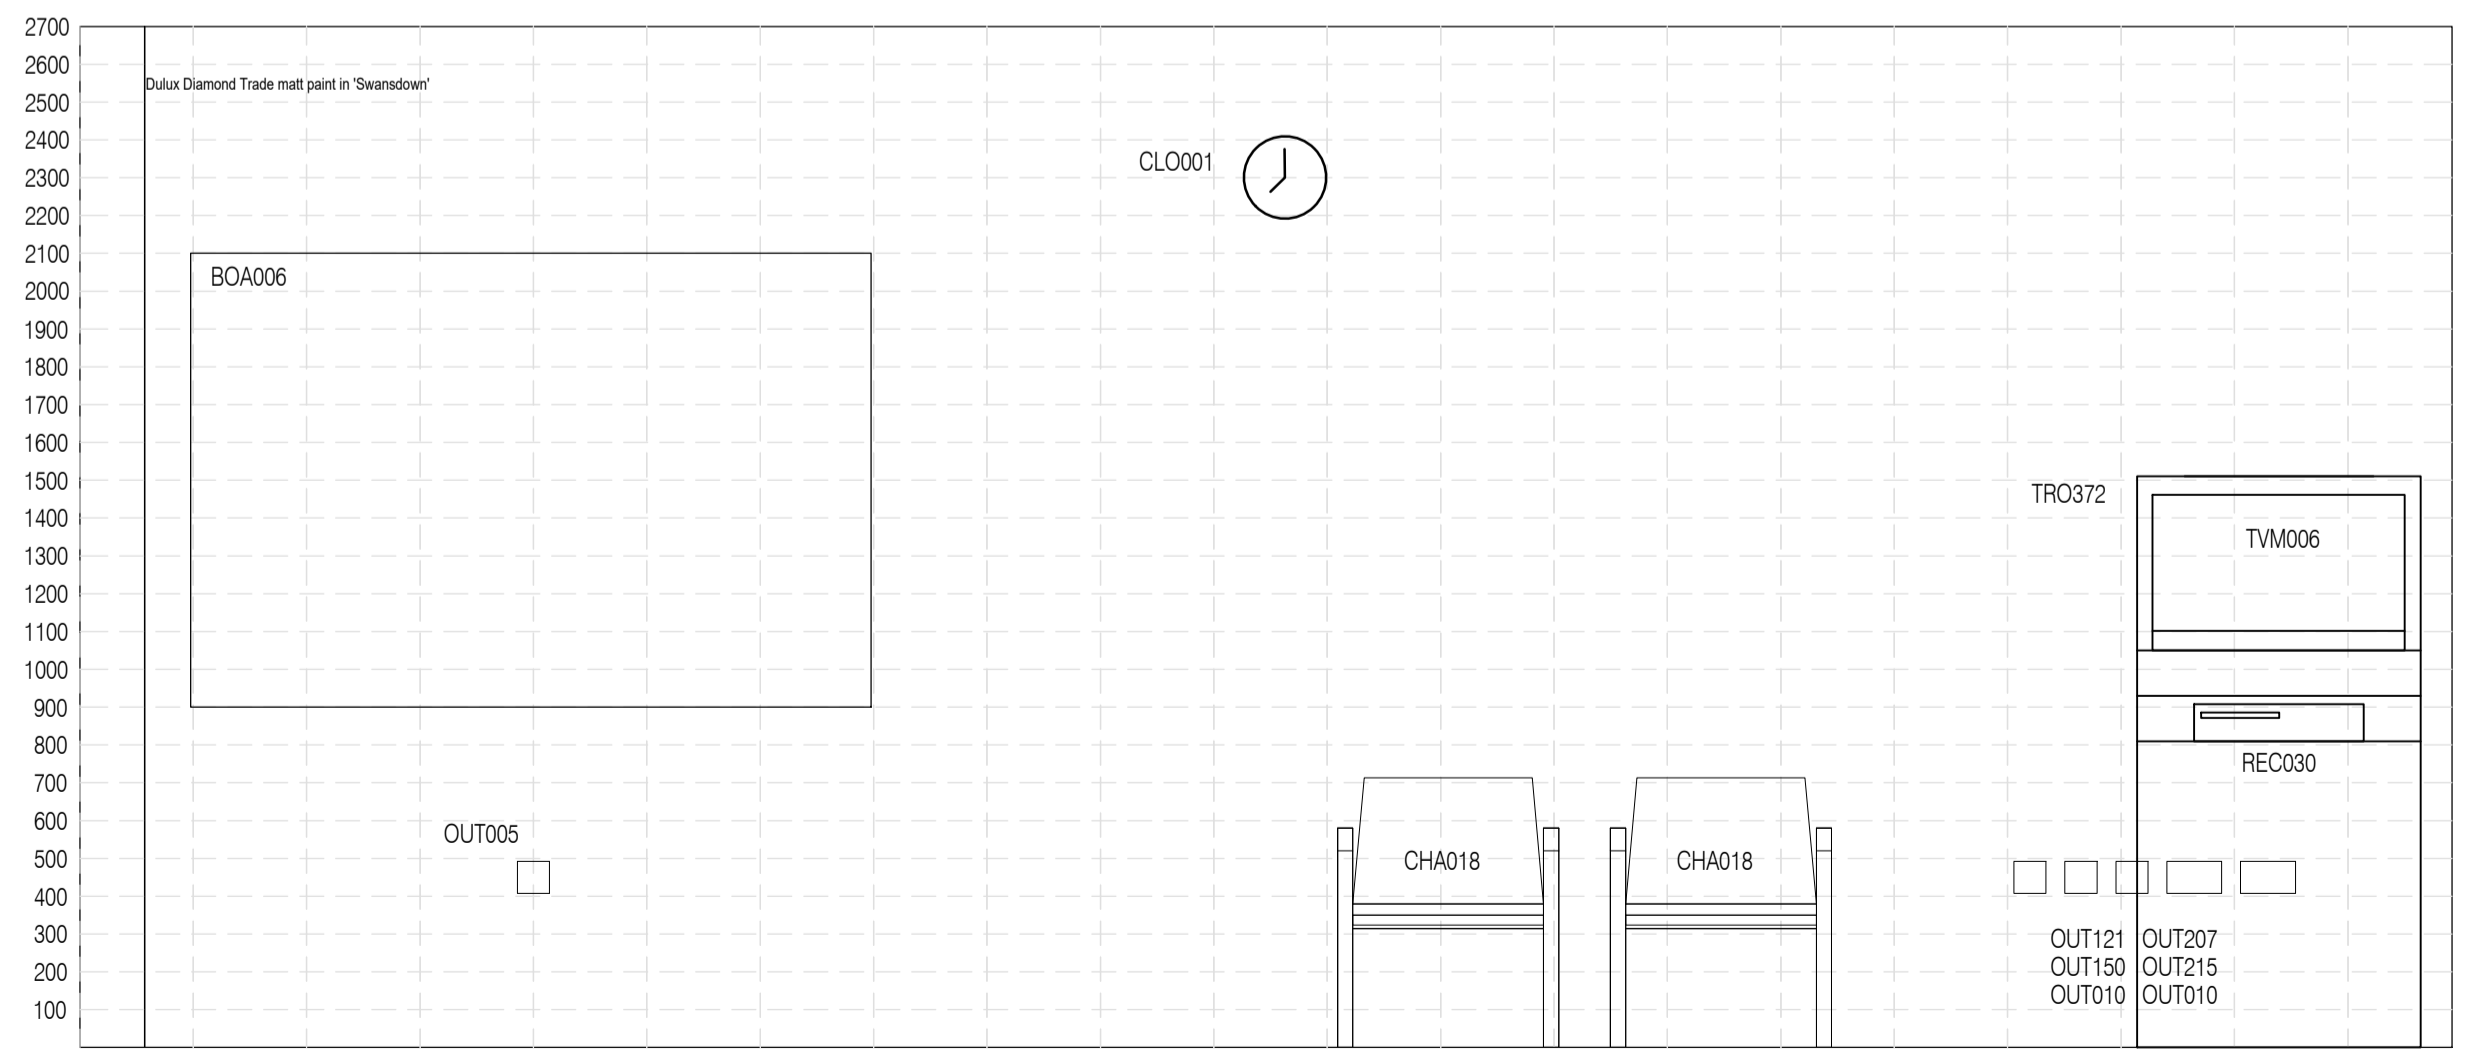 2700
2600
Dulux Diamond Trade matt paint in 'Swansdown'
2500
2400
CLO001
2300
2200
2100
BOA006
2000
1900
1800
1700
1600
1500
TRO372
1400
TVM006
1300
1200
1100
1000
900
800
REC030
700
600
OUT005
500
CHA018
CHA018
400
300
OUT121 OUT207
200
OUT150 OUT215
100
OUT010 OUT010